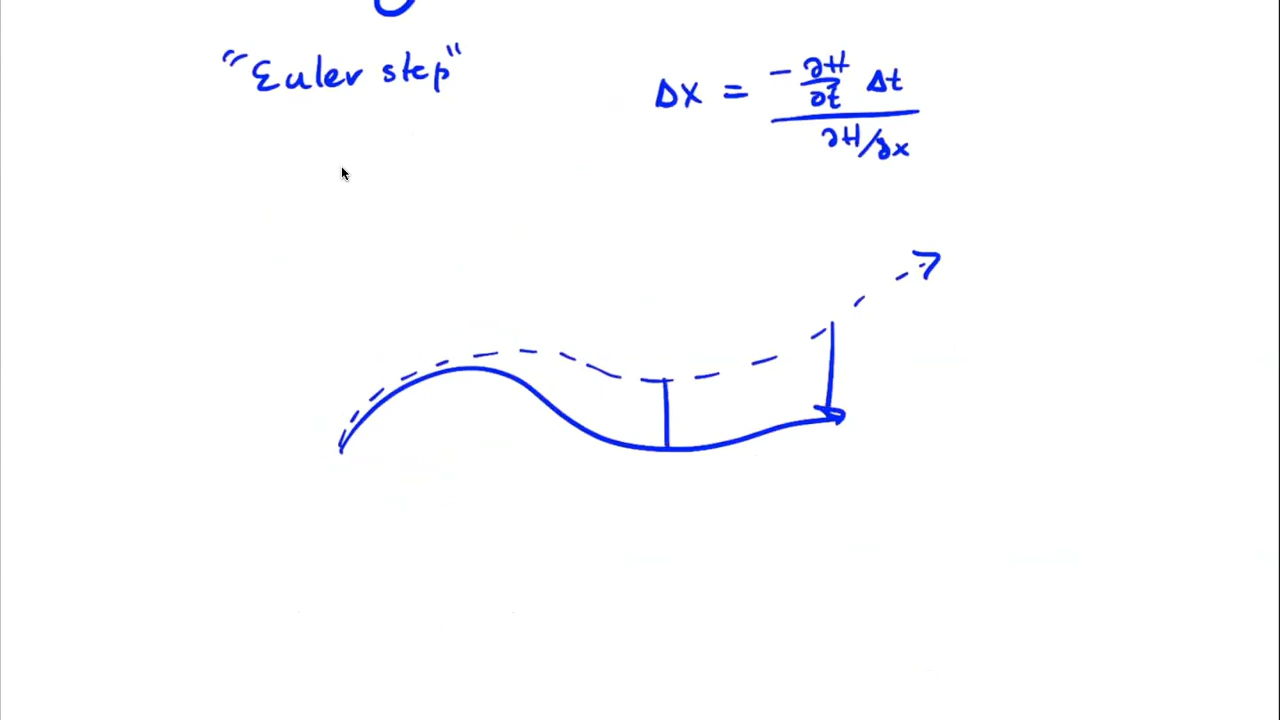 "Euler step"
Δx = -∂H/∂t Δt / ∂H/∂x